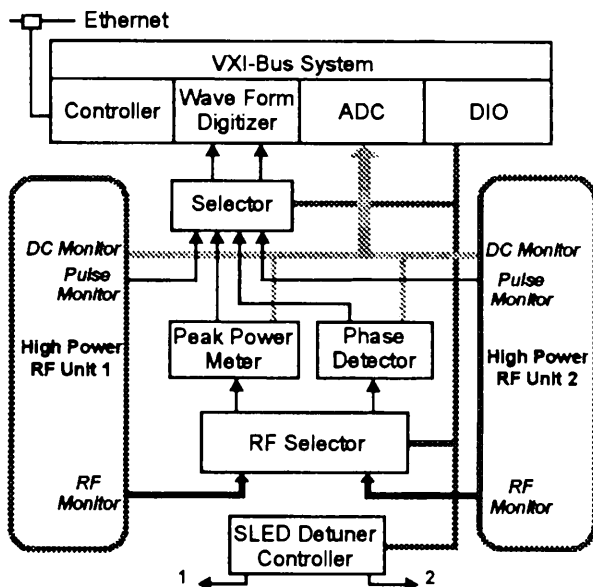 Ethernet
VXI-Bus System
Controller
Wave Form
Digitizer
ADC
DIO
Selector
DC Monitor
Pulse
Monitor
High Power
RF Unit 1
RF
Monitor
DC Monitor
Pulse
Monitor
High Power
RF Unit 2
RF
Monitor
Peak Power
Meter
Phase
Detector
RF Selector
SLED Detuner
Controller
1
2